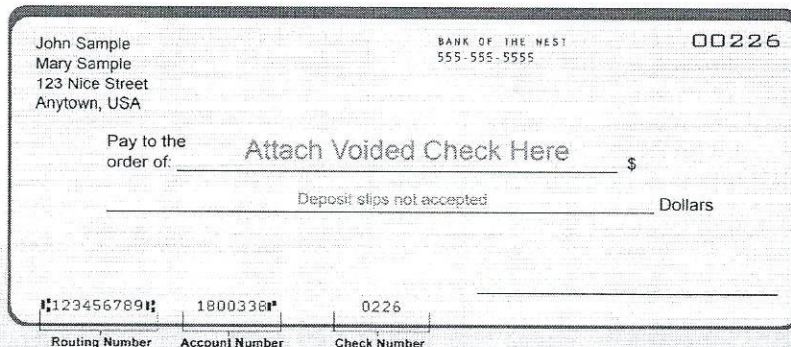 John Sample
Mary Sample
123 Nice Street
Anytown, USA
BANK OF THE NEST
555-555-5555
00226
Pay to the
order of: Attach Voided Check Here $
Deposit slips not accepted Dollars
⑆123456789⑆ 1800338⑈ 0226
Routing Number Account Number Check Number